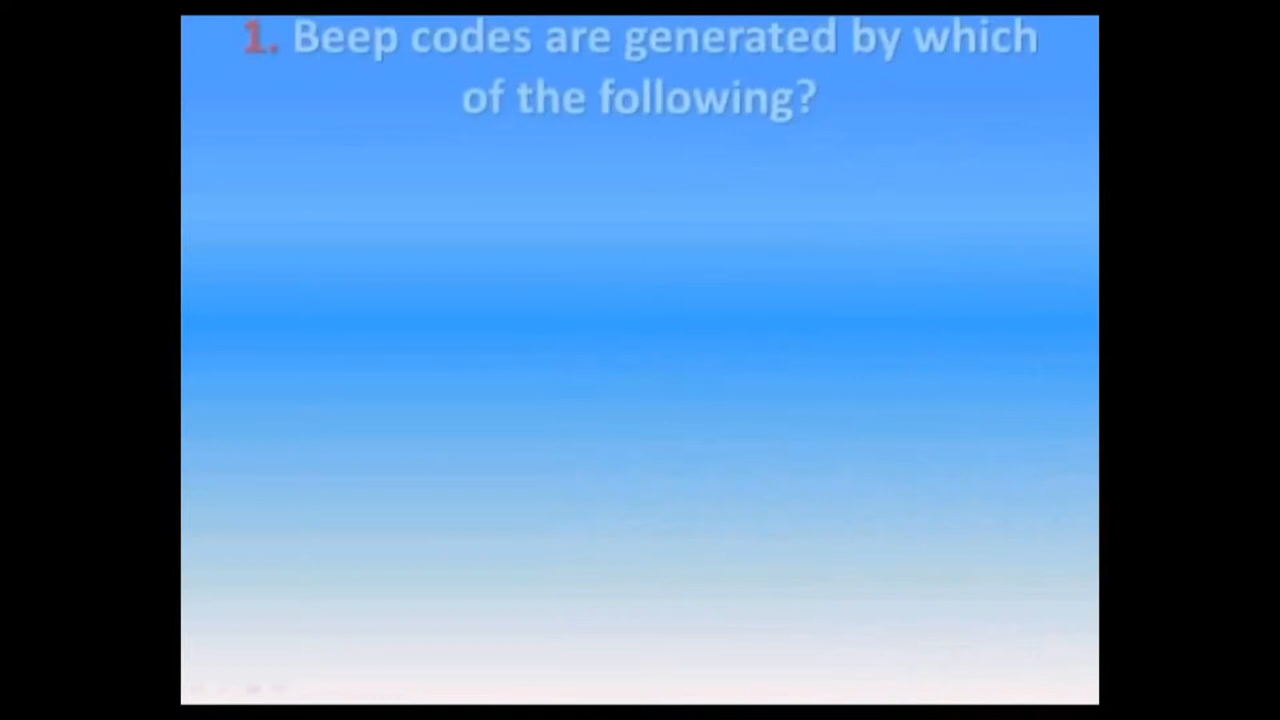 1. Beep codes are generated by which
of the following?